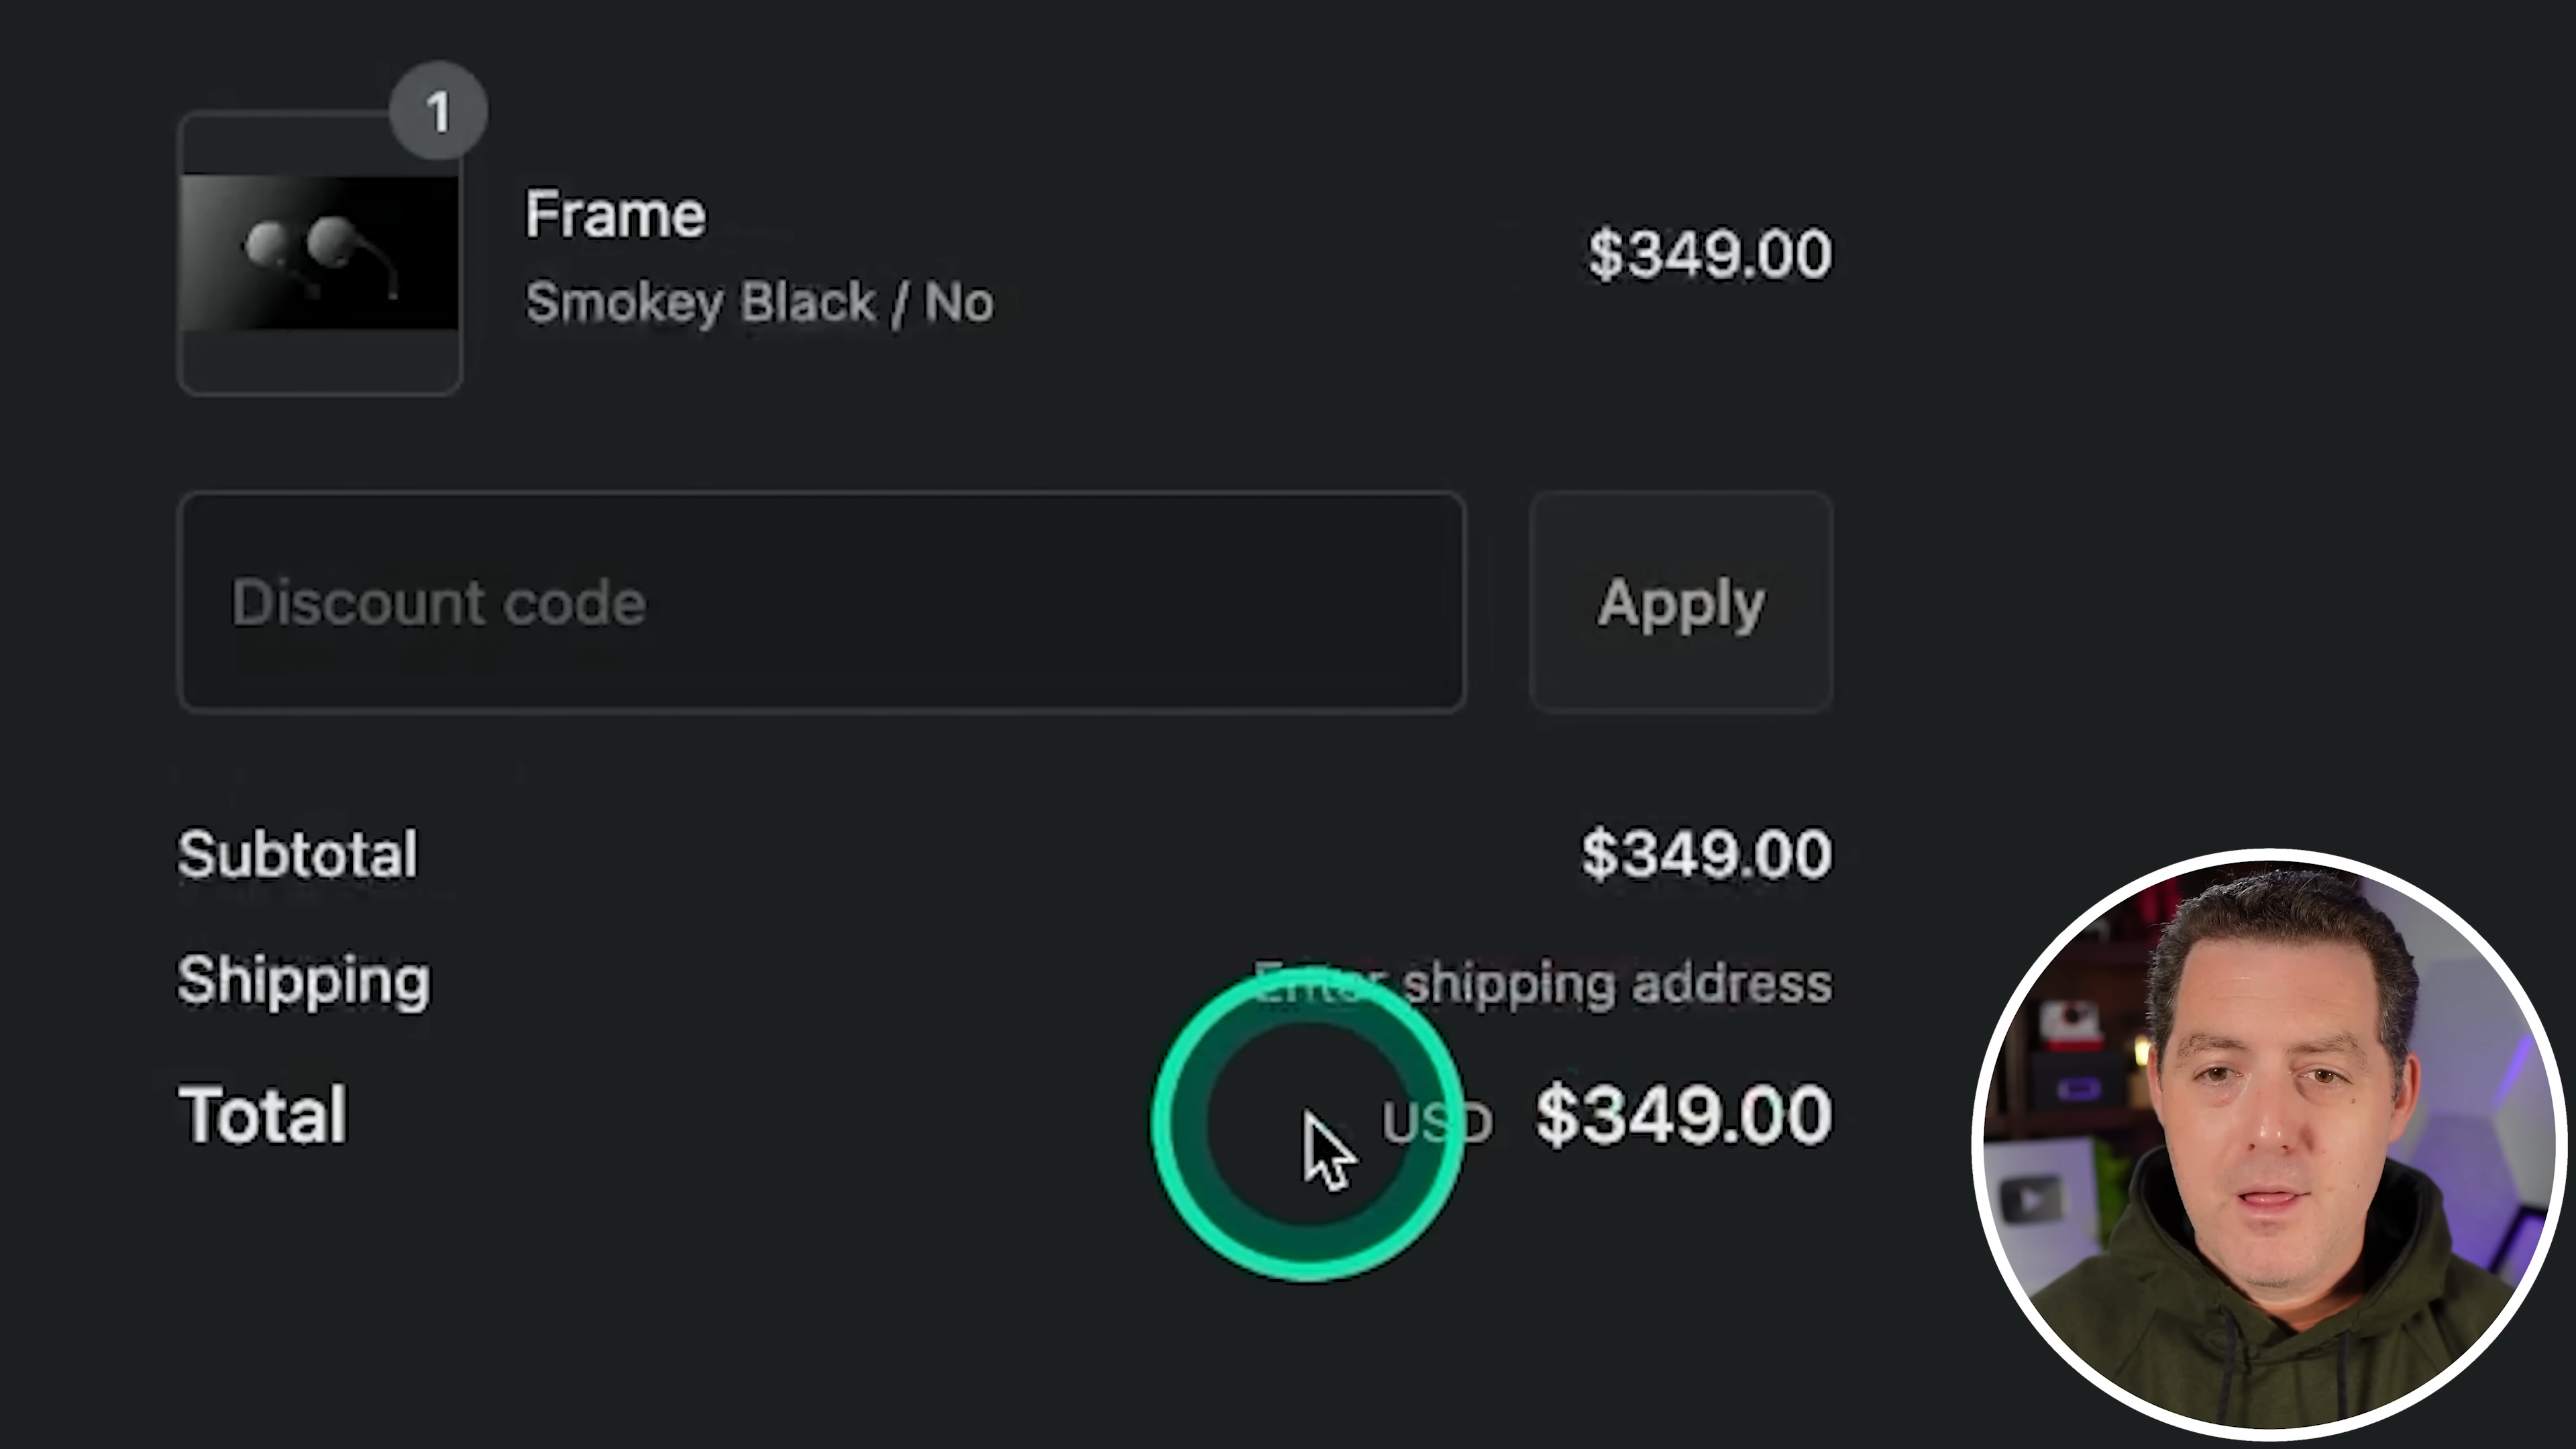 1
Frame
Smokey Black / No
$349.00
Discount code
Apply
Subtotal
$349.00
Shipping
Enter shipping address
Total
USD $349.00